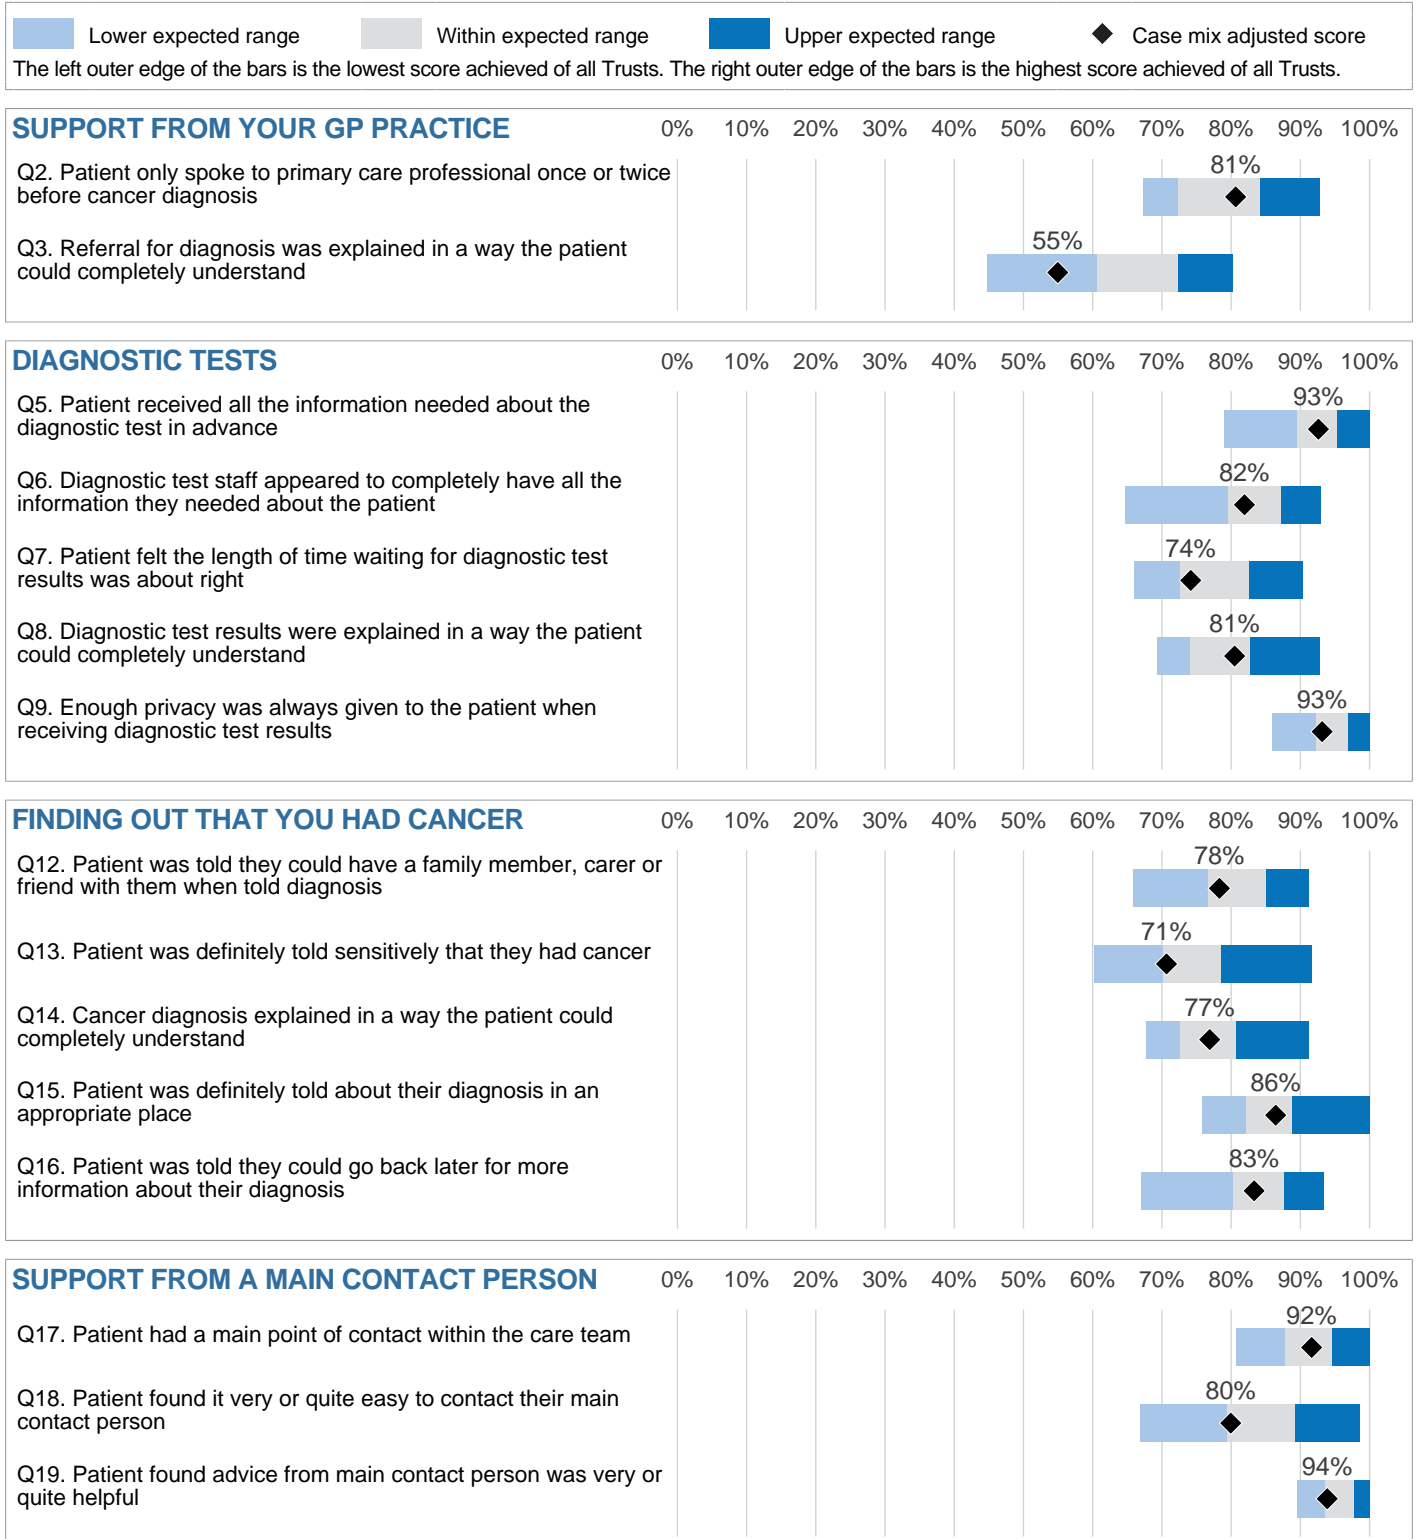 Lower expected range Within expected range Upper expected range Case mix adjusted score
The left outer edge of the bars is the lowest score achieved of all Trusts. The right outer edge of the bars is the highest score achieved of all Trusts.
SUPPORT FROM YOUR GP PRACTICE 0% 10% 20% 30% 40% 50% 60% 70% 80% 90% 100%
81%
Q2. Patient only spoke to primary care professional once or twice
before cancer diagnosis
55%
Q3. Referral for diagnosis was explained in a way the patient
could completely understand
DIAGNOSTIC TESTS 0% 10% 20% 30% 40% 50% 60% 70% 80% 90% 100%
93%
Q5. Patient received all the information needed about the
diagnostic test in advance
82%
Q6. Diagnostic test staff appeared to completely have all the
information they needed about the patient
74%
Q7. Patient felt the length of time waiting for diagnostic test
results was about right
81%
Q8. Diagnostic test results were explained in a way the patient
could completely understand
93%
Q9. Enough privacy was always given to the patient when
receiving diagnostic test results
FINDING OUT THAT YOU HAD CANCER 0% 10% 20% 30% 40% 50% 60% 70% 80% 90% 100%
78%
Q12. Patient was told they could have a family member, carer or
friend with them when told diagnosis
71%
Q13. Patient was definitely told sensitively that they had cancer
77%
Q14. Cancer diagnosis explained in a way the patient could
completely understand
86%
Q15. Patient was definitely told about their diagnosis in an
appropriate place
83%
Q16. Patient was told they could go back later for more
information about their diagnosis
SUPPORT FROM A MAIN CONTACT PERSON 0% 10% 20% 30% 40% 50% 60% 70% 80% 90% 100%
92%
Q17. Patient had a main point of contact within the care team
80%
Q18. Patient found it very or quite easy to contact their main
contact person
94%
Q19. Patient found advice from main contact person was very or
quite helpful